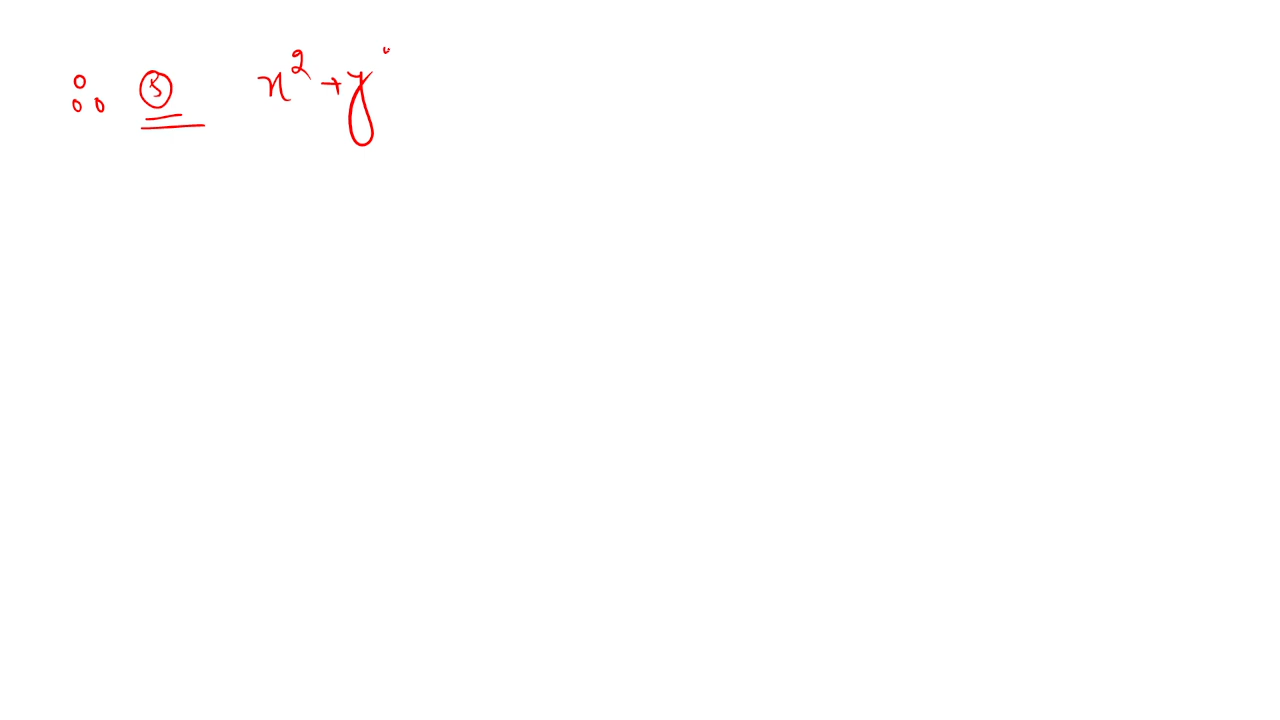 ∴ ⑤ x² + y